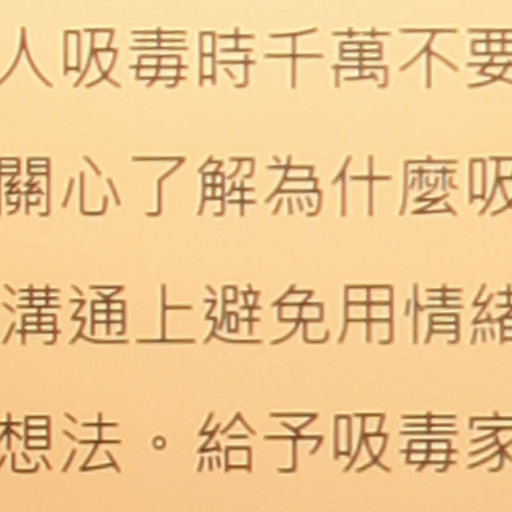 人吸毒時千萬不要
關心了解為什麼吸
溝通上避免用情緒
想法。給予吸毒家